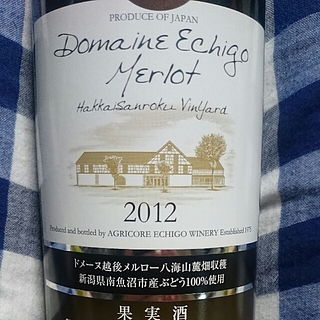 PRODUCE OF JAPAN
Domaine Echigo
Merlot
Hakkaisanroku Vinyard
2012
Produced and bottled by AGRICORE ECHIGO WINERY Established 1975
ドメーヌ越後メルロー八海山麓畑収穫
新潟県南魚沼市産ぶどう100%使用
果実酒